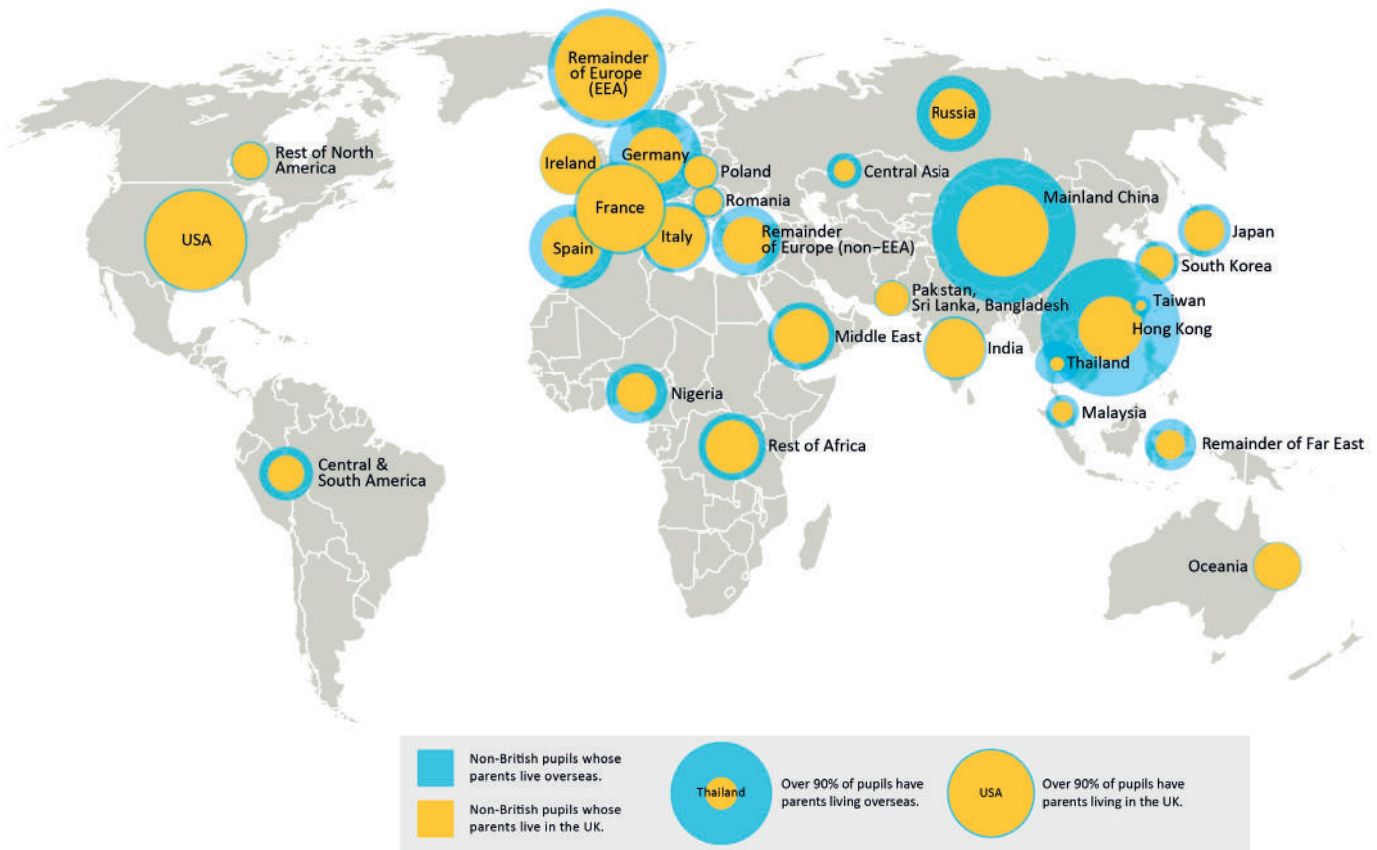 Remainder
of Europe
(EEA)
Russia
Rest of North
America
Ireland
Germany
Poland
Central Asia
Mainland China
Romania
France
USA
Spain
Italy
Remainder
of Europe (non-EEA)
Japan
South Korea
Pakistan,
Sri Lanka, Bangladesh
Taiwan
Hong Kong
Middle East
India
Thailand
Nigeria
Malaysia
Rest of Africa
Remainder of Far East
Central &
South America
Oceania
Non-British pupils whose
parents live overseas.
Non-British pupils whose
parents live in the UK.
Thailand
Over 90% of pupils have
parents living overseas.
USA
Over 90% of pupils have
parents living in the UK.